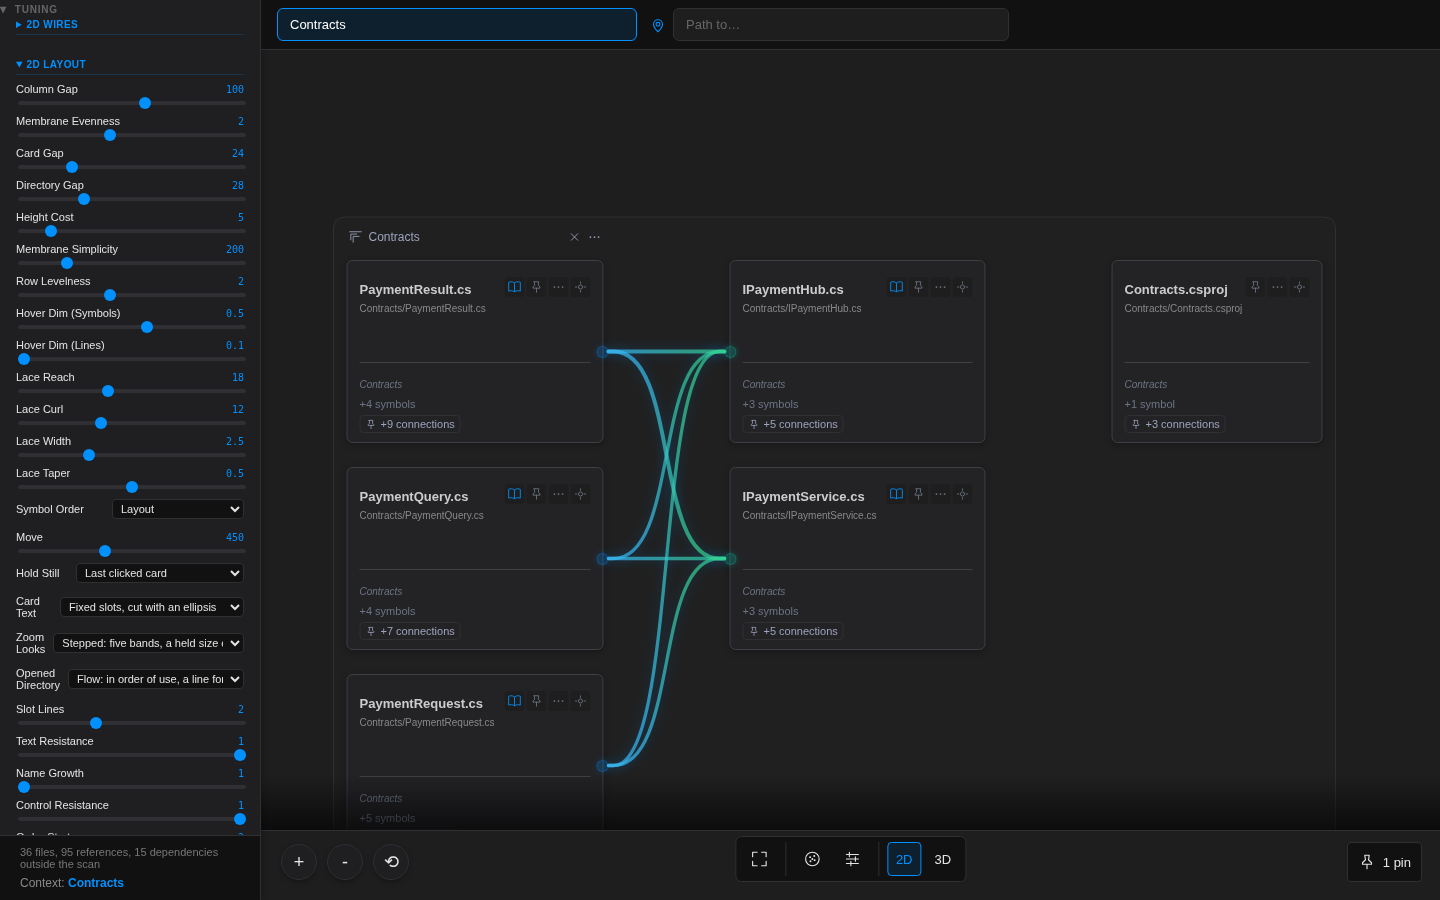 TUNING
2D WIRES
2D LAYOUT
Column Gap 100
Membrane Evenness 2
Card Gap 24
Directory Gap 28
Height Cost 5
Membrane Simplicity 200
Row Levelness 2
Hover Dim (Symbols) 0.5
Hover Dim (Lines) 0.1
Lace Reach 18
Lace Curl 12
Lace Width 2.5
Lace Taper 0.5
Symbol Order Layout
Move 450
Hold Still Last clicked card
Card Text Fixed slots, cut with an ellipsis
Zoom Looks Stepped: five bands, a held size
Opened Directory Flow: in order of use, a line for
Slot Lines 2
Text Resistance 1
Name Growth 1
Control Resistance 1
36 files, 95 references, 15 dependencies
outside the scan
Context: Contracts
Contracts
Path to…
Contracts
PaymentResult.cs
Contracts/PaymentResult.cs
Contracts
+4 symbols
+9 connections
IPaymentHub.cs
Contracts/IPaymentHub.cs
Contracts
+3 symbols
+5 connections
Contracts.csproj
Contracts/Contracts.csproj
Contracts
+1 symbol
+3 connections
PaymentQuery.cs
Contracts/PaymentQuery.cs
Contracts
+4 symbols
+7 connections
IPaymentService.cs
Contracts/IPaymentService.cs
Contracts
+3 symbols
+5 connections
PaymentRequest.cs
Contracts/PaymentRequest.cs
Contracts
+5 symbols
+
-
2D
3D
1 pin